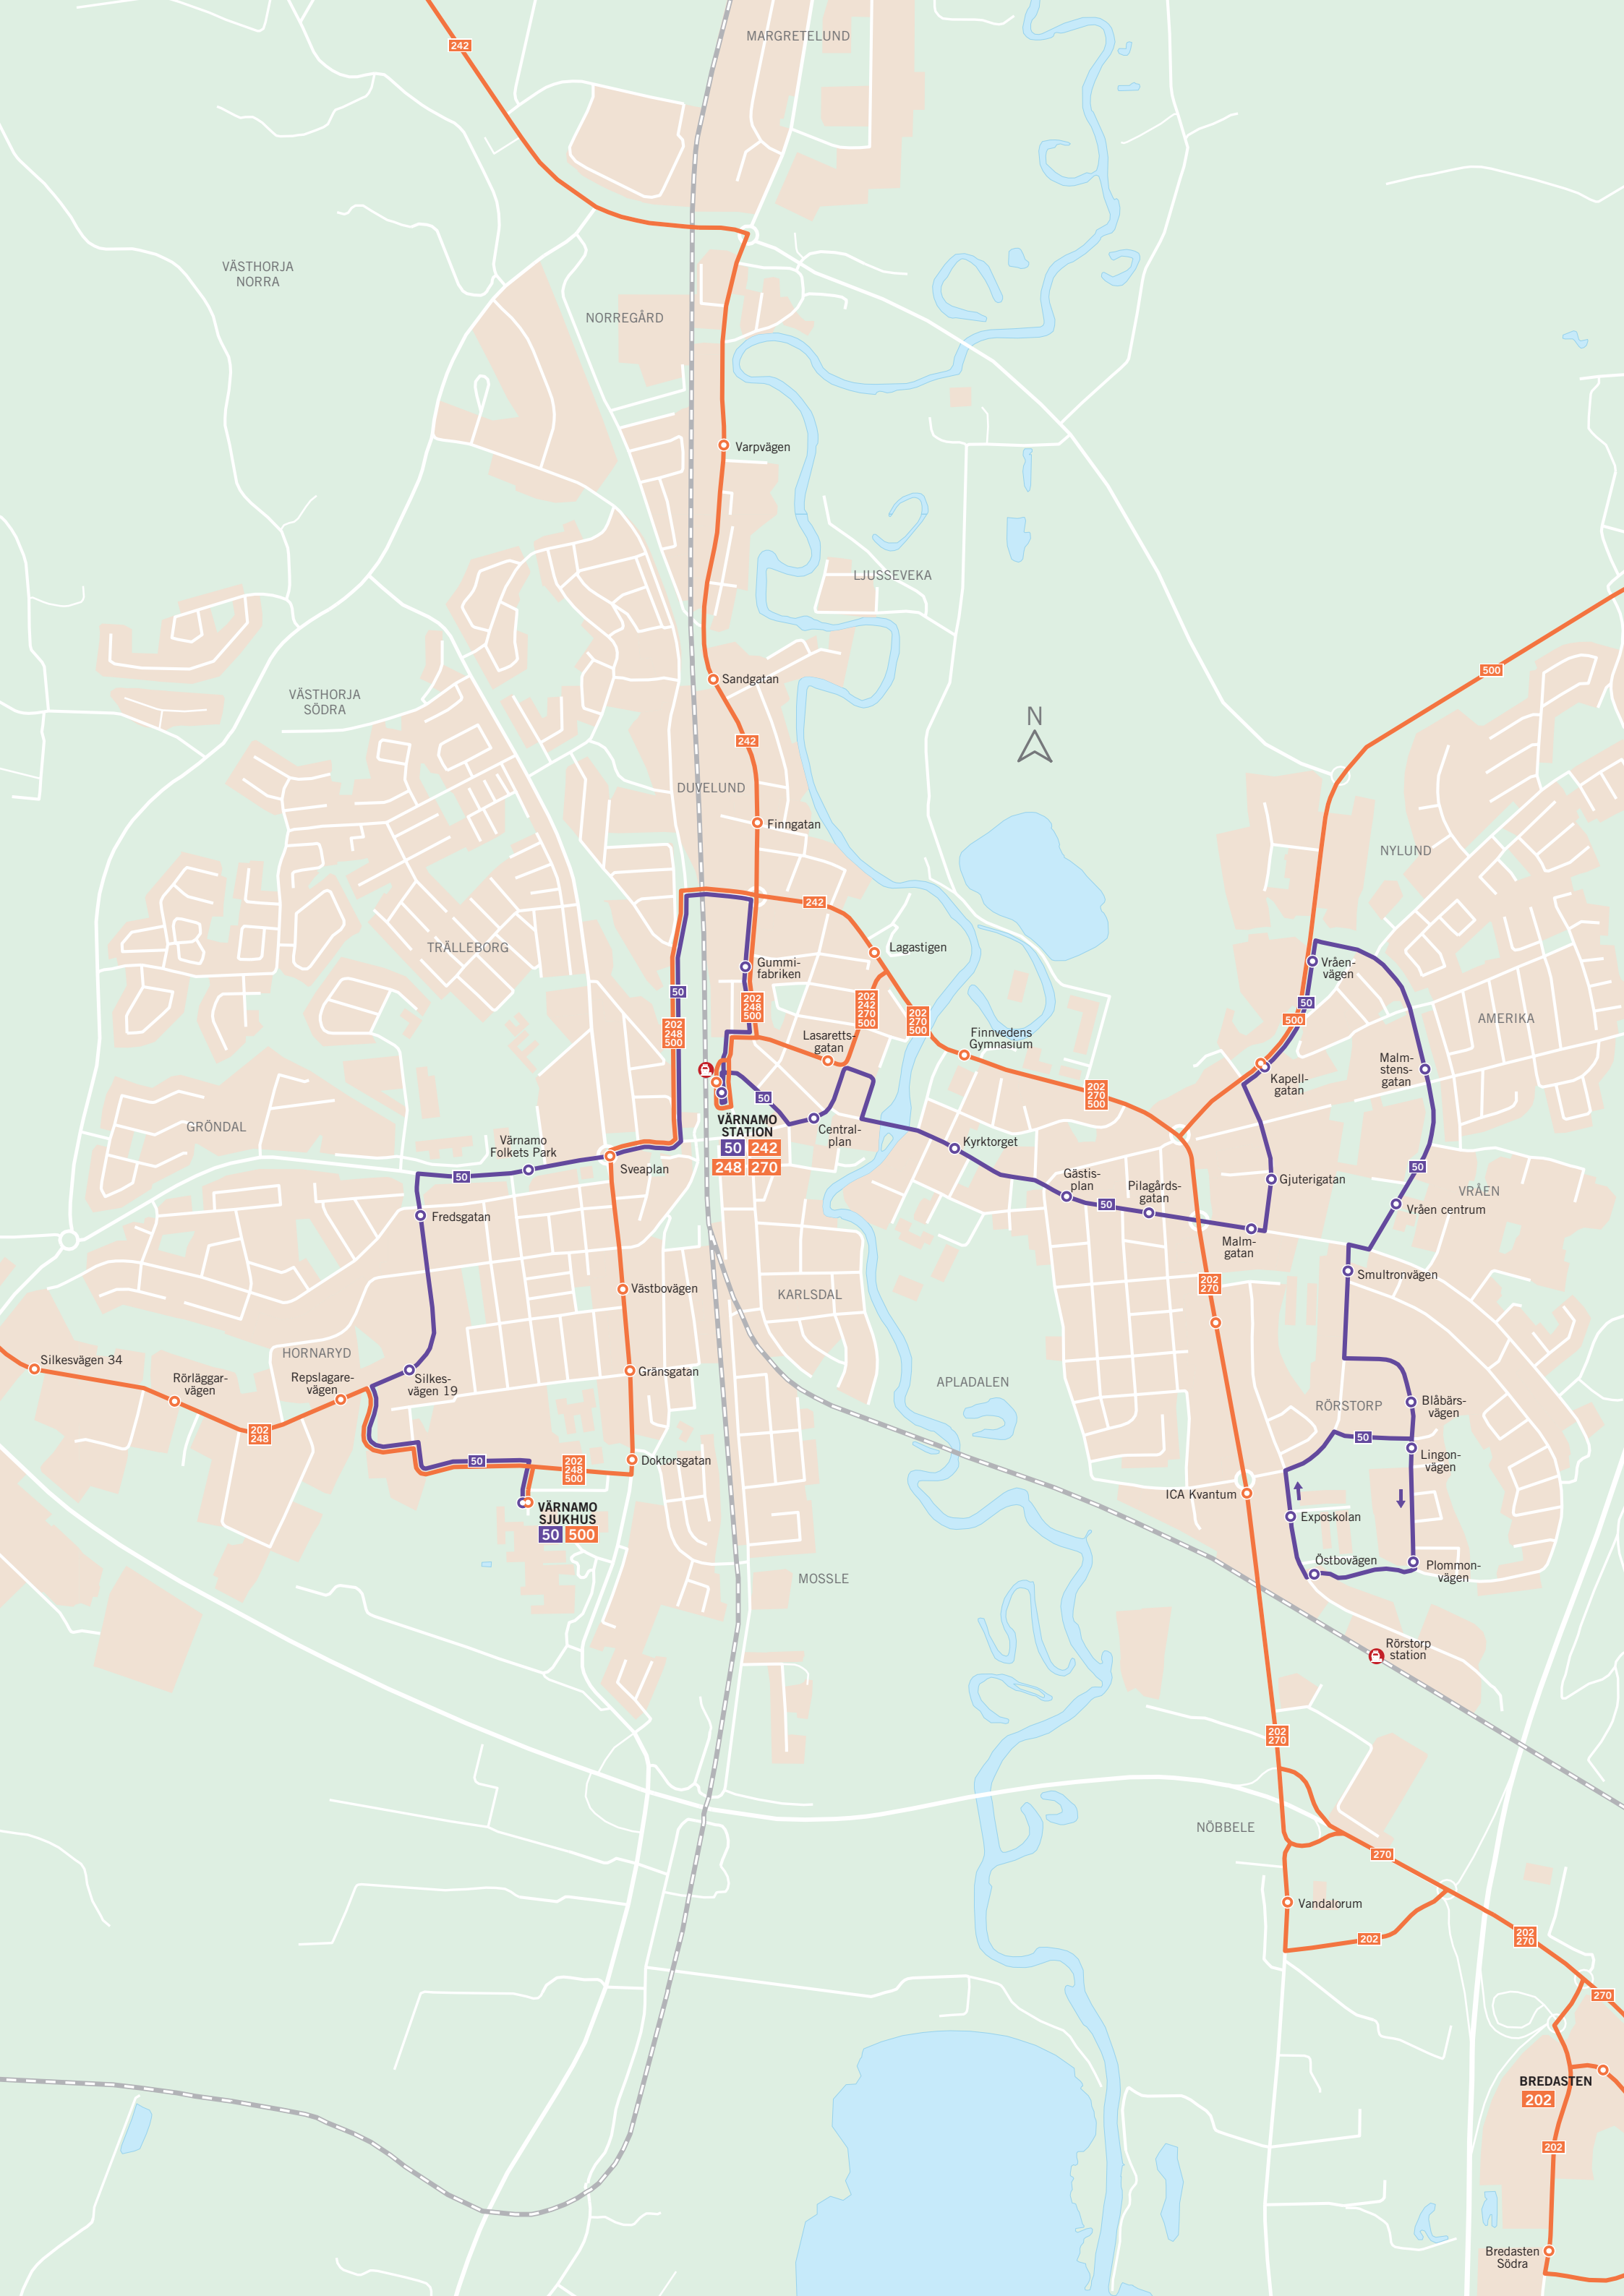 MARGRETELUND
242
VÄSTHORJA
NORRA
NORREGÅRD
Varpvägen
LJUSSEVEKA
500
Sandgatan
VÄSTHORJA
SÖDRA
N
242
DUVELUND
Finngatan
NYLUND
242
TRÄLLEBORG
Lagastigen
Gummi-
fabriken
Vråen-
vägen
50
50
202
248
500
202
242
270
500
202
270
500
500
AMERIKA
202
248
500
Lasaretts-
gatan
Finnvedens
Gymnasium
Malm-
stens-
gatan
Kapell-
gatan
50
202
270
500
GRÖNDAL
VÄRNAMO
STATION
50 242
248 270
Central-
plan
Kyrktorget
Värnamo
Folkets Park
Sveaplan
50
Gästis-
plan
Pilagårds-
gatan
50
Gjuterigatan
50
VRÅEN
Vråen centrum
Fredsgatan
Malm-
gatan
Smultronvägen
Västbovägen
KARLSDAL
202
270
HORNARYD
Silkesvägen 34
Rörläggar-
vägen
Repslagare-
vägen
Silkes-
vägen 19
Gränsgatan
APLADALEN
RÖRSTORP
Blåbärs-
vägen
202
248
50
Lingon-
vägen
50
202
248
500
Doktorsgatan
ICA Kvantum
VÄRNAMO
SJUKHUS
50 500
Exposkolan
Östbovägen
Plommon-
vägen
MOSSLE
Rörstorp
station
202
270
NÖBBELE
270
Vandalorum
202
202
270
270
BREDASTEN
202
202
Bredasten
Södra